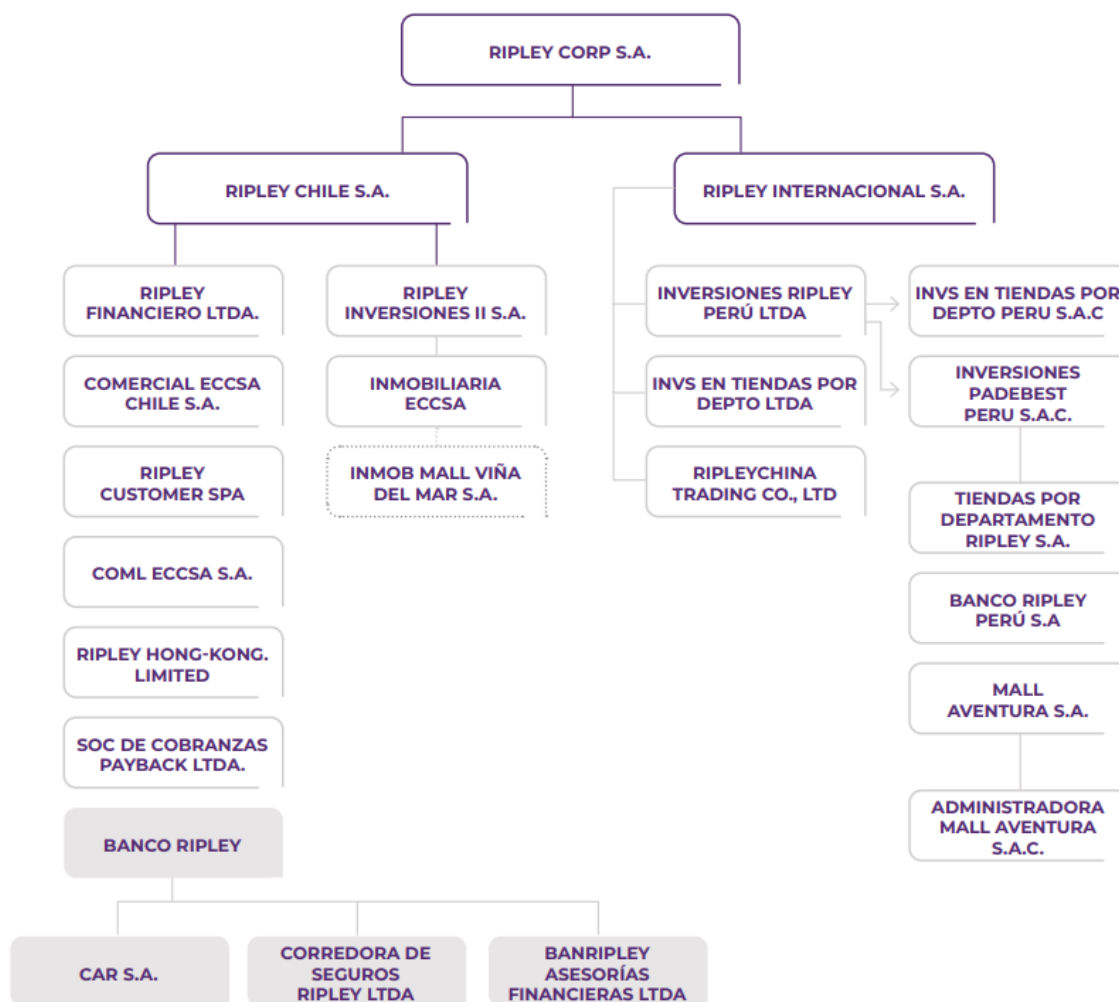 RIPLEY CORP S.A.
RIPLEY CHILE S.A.
RIPLEY INTERNACIONAL S.A.
RIPLEY
FINANCIERO LTDA.
RIPLEY
INVERSIONES II S.A.
INVERSIONES RIPLEY
PERÚ LTDA
INVS EN TIENDAS POR
DEPTO PERU S.A.C
COMERCIAL ECCSA
CHILE S.A.
INMOBILIARIA
ECCSA
INVS EN TIENDAS POR
DEPTO LTDA
INVERSIONES
PADEBEST
PERU S.A.C.
RIPLEY
CUSTOMER SPA
INMOB MALL VIÑA
DEL MAR S.A.
RIPLEYCHINA
TRADING CO., LTD
TIENDAS POR
DEPARTAMENTO
RIPLEY S.A.
COML ECCSA S.A.
BANCO RIPLEY
PERÚ S.A
RIPLEY HONG-KONG.
LIMITED
MALL
AVENTURA S.A.
SOC DE COBRANZAS
PAYBACK LTDA.
ADMINISTRADORA
MALL AVENTURA
S.A.C.
BANCO RIPLEY
CAR S.A.
CORREDORA DE
SEGUROS
RIPLEY LTDA
BANRIPLEY
ASESORÍAS
FINANCIERAS LTDA